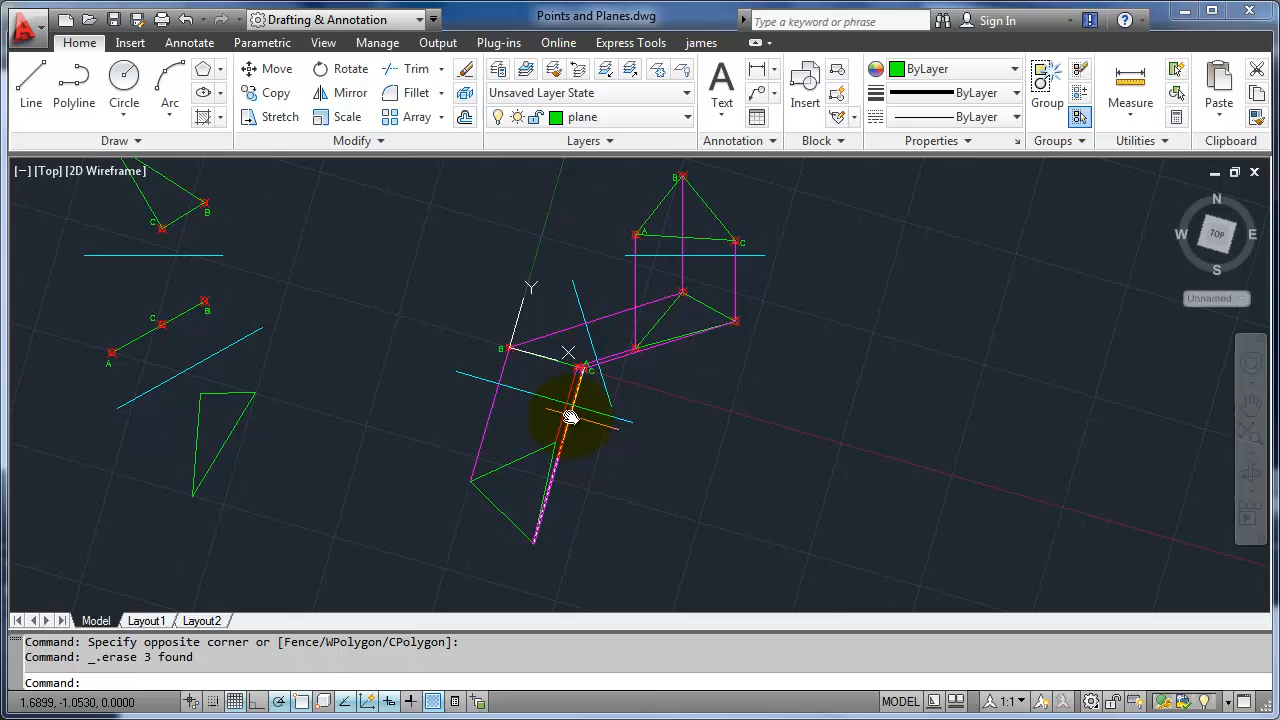 Drafting & Annotation
Points and Planes.dwg
Type a keyword or phrase
Sign In
Home Insert Annotate Parametric View Manage Output Plug-ins Online Express Tools james
Line Polyline Circle Arc
Move Rotate Trim
Copy Mirror Fillet
Stretch Scale Array
Unsaved Layer State
plane
Text
Insert
ByLayer
ByLayer
ByLayer
Group
Measure
Paste
Draw Modify Layers Annotation Block Properties Groups Utilities Clipboard
[−] [Top] [2D Wireframe]
N
W TOP E
S
Unnamed
B
A
C
C
B
Y
B
X
C
C
B
A
Model Layout1 Layout2
Command: Specify opposite corner or [Fence/WPolygon/CPolygon]:
Command: _.erase 3 found
Command:
1.6899, -1.0530, 0.0000
MODEL
1:1